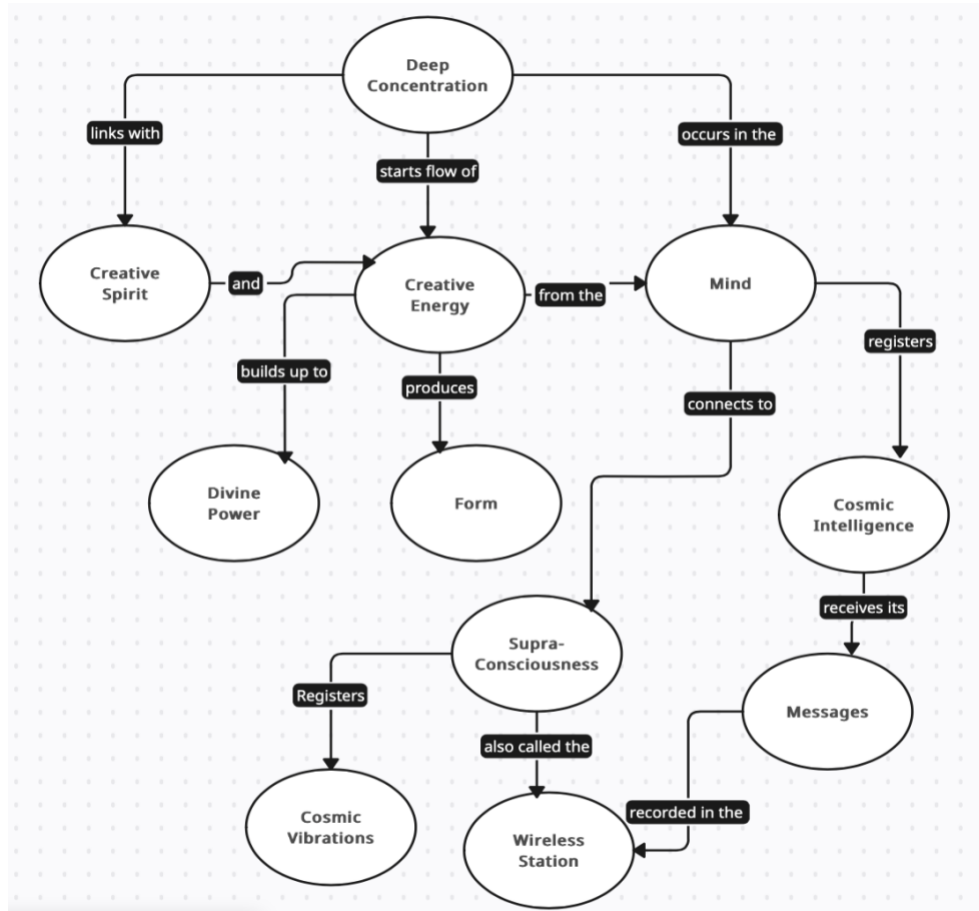 Deep
Concentration
links with
occurs in the
starts flow of
Creative
Spirit
and
Creative
Energy
from the
Mind
registers
builds up to
produces
connects to
Divine
Power
Form
Cosmic
Intelligence
receives its
Supra-
Consciousness
Registers
Messages
also called the
recorded in the
Cosmic
Vibrations
Wireless
Station